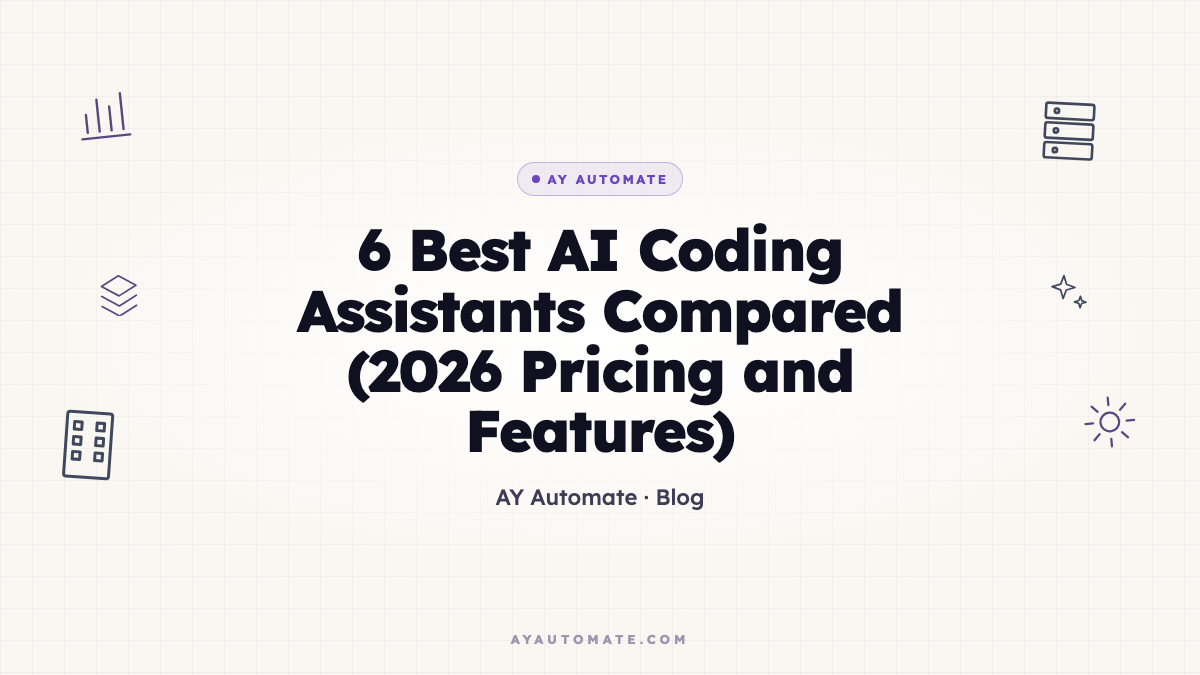 AY AUTOMATE
6 Best AI Coding
Assistants Compared
(2026 Pricing and
Features)
AY Automate · Blog
AYAUTOMATE.COM